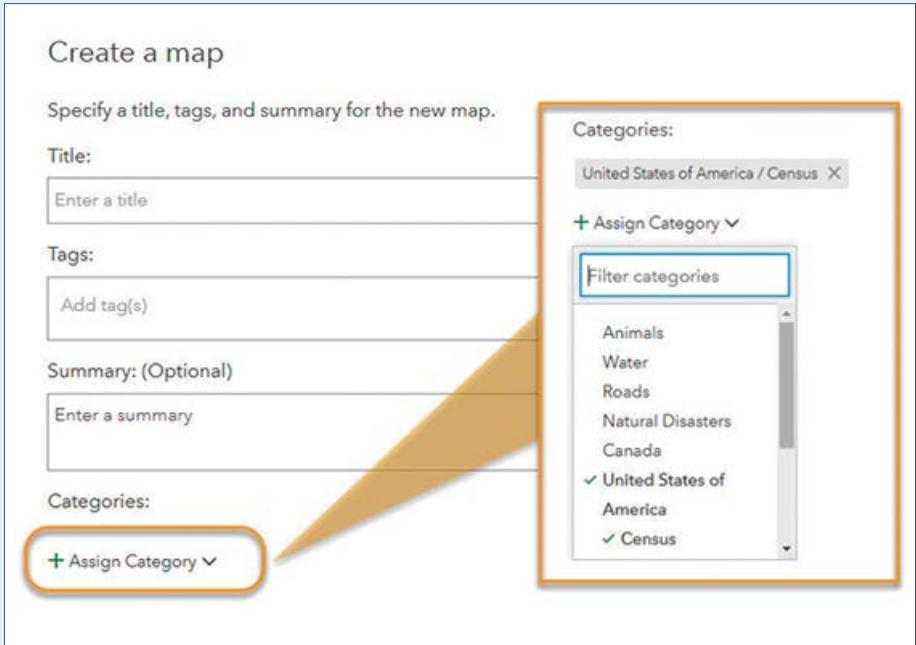 Create a map
Specify a title, tags, and summary for the new map.
Title:
Enter a title
Tags:
Add tag(s)
Summary: (Optional)
Enter a summary
Categories:
+ Assign Category
Categories:
United States of America / Census ×
+ Assign Category
Filter categories
Animals
Water
Roads
Natural Disasters
Canada
✓ United States of
America
✓ Census